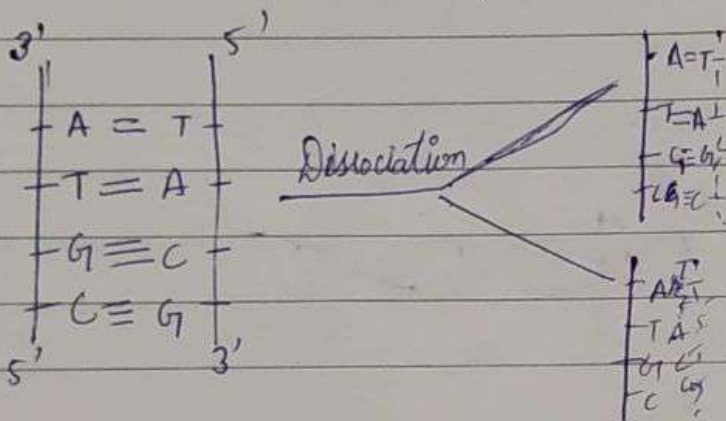 3' 5'
A = T
T = A
G ≡ C
C ≡ G
5' 3'
Dissociation
A = T
T = A
G ≡ C
T
T A
C